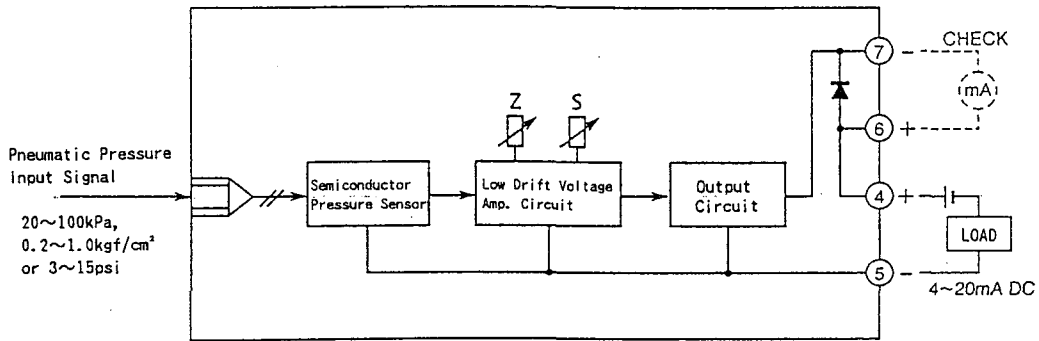 Pneumatic Pressure
input Signal
20～100kPa,
0.2～1.0kgf/cm²
or 3～15psi
Semiconductor
Pressure Sensor
Z
S
Low Drift Voltage
Amp. Circuit
Output
Circuit
7 -
CHECK
mA
6 +
4 +
LOAD
5 -
4～20mA DC